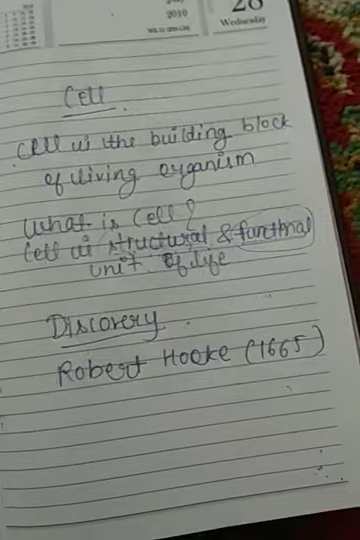 2010
28
Wednesday
Cell.
Cell is the building block
of living organism
What is Cell?
Cell is structural & functinal
unit of life
Discovery.
Robert Hooke (1665)